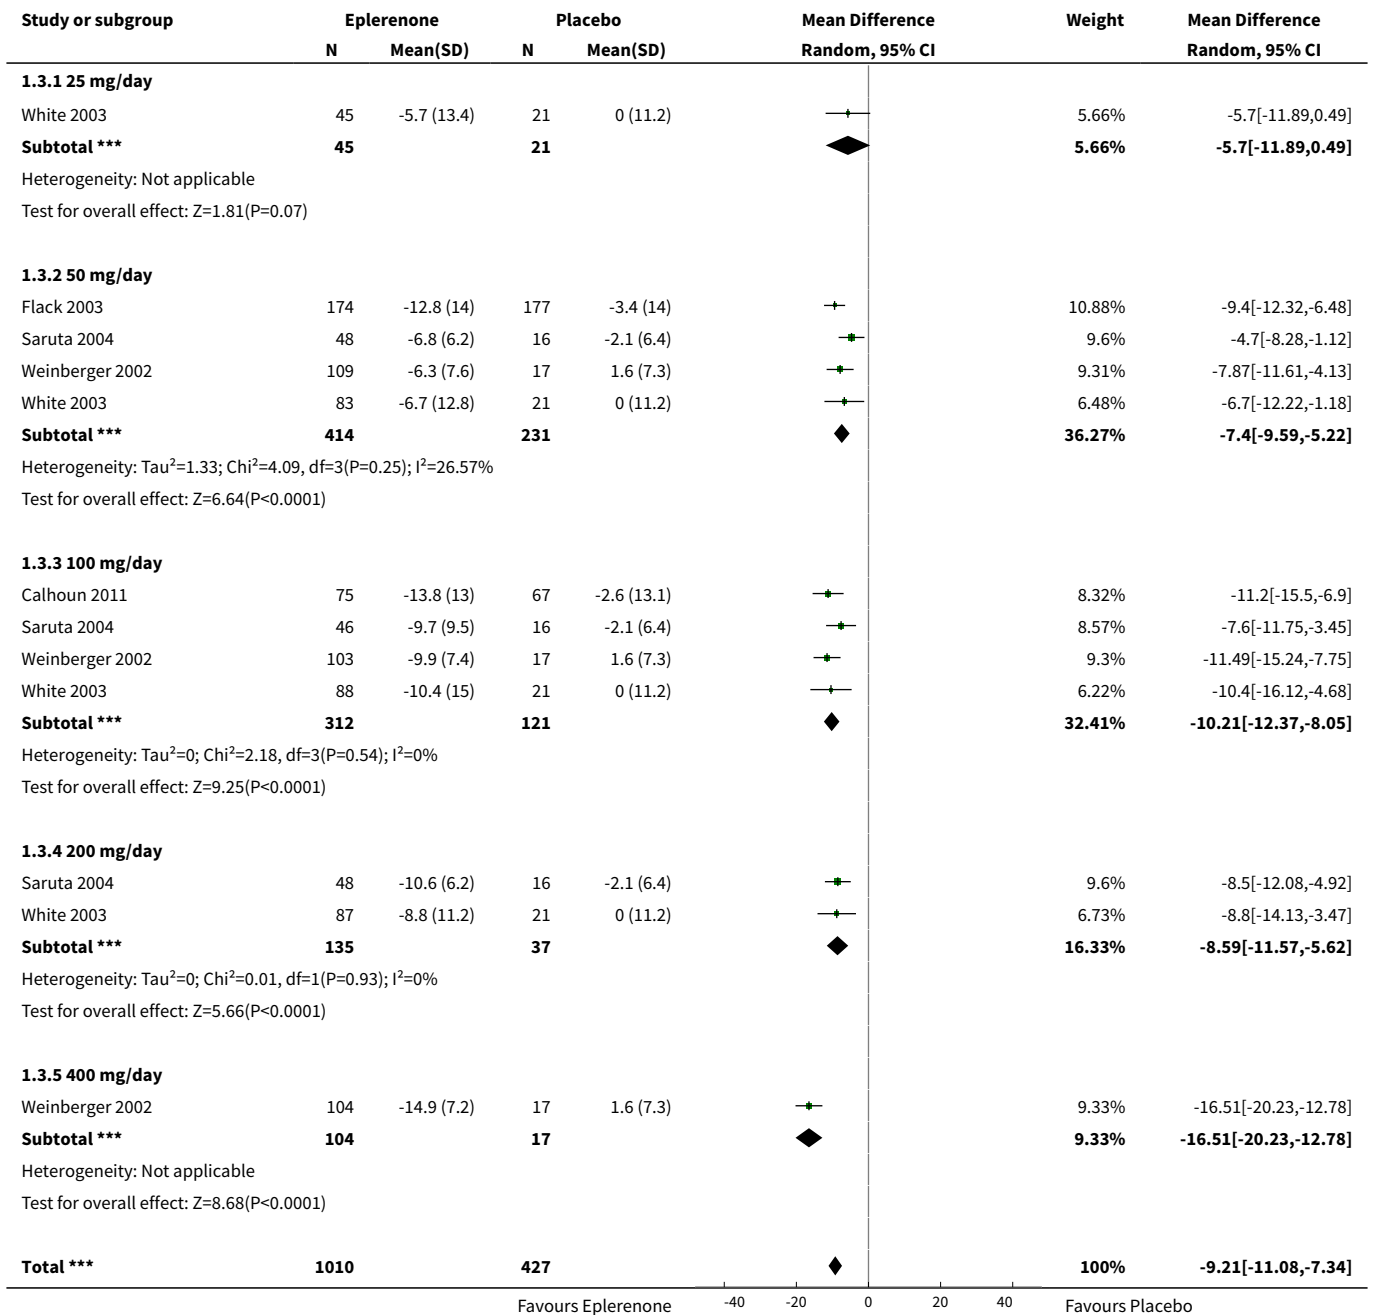 Study or subgroup Eplerenone Placebo Mean Difference Weight Mean Difference
N Mean(SD) N Mean(SD) Random, 95% CI Random, 95% CI
1.3.1 25 mg/day
White 2003 45 -5.7 (13.4) 21 0 (11.2) 5.66% -5.7[-11.89,0.49]
Subtotal *** 45 21 5.66% -5.7[-11.89,0.49]
Heterogeneity: Not applicable
Test for overall effect: Z=1.81(P=0.07)
1.3.2 50 mg/day
Flack 2003 174 -12.8 (14) 177 -3.4 (14) 10.88% -9.4[-12.32,-6.48]
Saruta 2004 48 -6.8 (6.2) 16 -2.1 (6.4) 9.6% -4.7[-8.28,-1.12]
Weinberger 2002 109 -6.3 (7.6) 17 1.6 (7.3) 9.31% -7.87[-11.61,-4.13]
White 2003 83 -6.7 (12.8) 21 0 (11.2) 6.48% -6.7[-12.22,-1.18]
Subtotal *** 414 231 36.27% -7.4[-9.59,-5.22]
Heterogeneity: Tau²=1.33; Chi²=4.09, df=3(P=0.25); I²=26.57%
Test for overall effect: Z=6.64(P<0.0001)
1.3.3 100 mg/day
Calhoun 2011 75 -13.8 (13) 67 -2.6 (13.1) 8.32% -11.2[-15.5,-6.9]
Saruta 2004 46 -9.7 (9.5) 16 -2.1 (6.4) 8.57% -7.6[-11.75,-3.45]
Weinberger 2002 103 -9.9 (7.4) 17 1.6 (7.3) 9.3% -11.49[-15.24,-7.75]
White 2003 88 -10.4 (15) 21 0 (11.2) 6.22% -10.4[-16.12,-4.68]
Subtotal *** 312 121 32.41% -10.21[-12.37,-8.05]
Heterogeneity: Tau²=0; Chi²=2.18, df=3(P=0.54); I²=0%
Test for overall effect: Z=9.25(P<0.0001)
1.3.4 200 mg/day
Saruta 2004 48 -10.6 (6.2) 16 -2.1 (6.4) 9.6% -8.5[-12.08,-4.92]
White 2003 87 -8.8 (11.2) 21 0 (11.2) 6.73% -8.8[-14.13,-3.47]
Subtotal *** 135 37 16.33% -8.59[-11.57,-5.62]
Heterogeneity: Tau²=0; Chi²=0.01, df=1(P=0.93); I²=0%
Test for overall effect: Z=5.66(P<0.0001)
1.3.5 400 mg/day
Weinberger 2002 104 -14.9 (7.2) 17 1.6 (7.3) 9.33% -16.51[-20.23,-12.78]
Subtotal *** 104 17 9.33% -16.51[-20.23,-12.78]
Heterogeneity: Not applicable
Test for overall effect: Z=8.68(P<0.0001)
Total *** 1010 427 100% -9.21[-11.08,-7.34]
Favours Eplerenone -40 -20 0 20 40 Favours Placebo